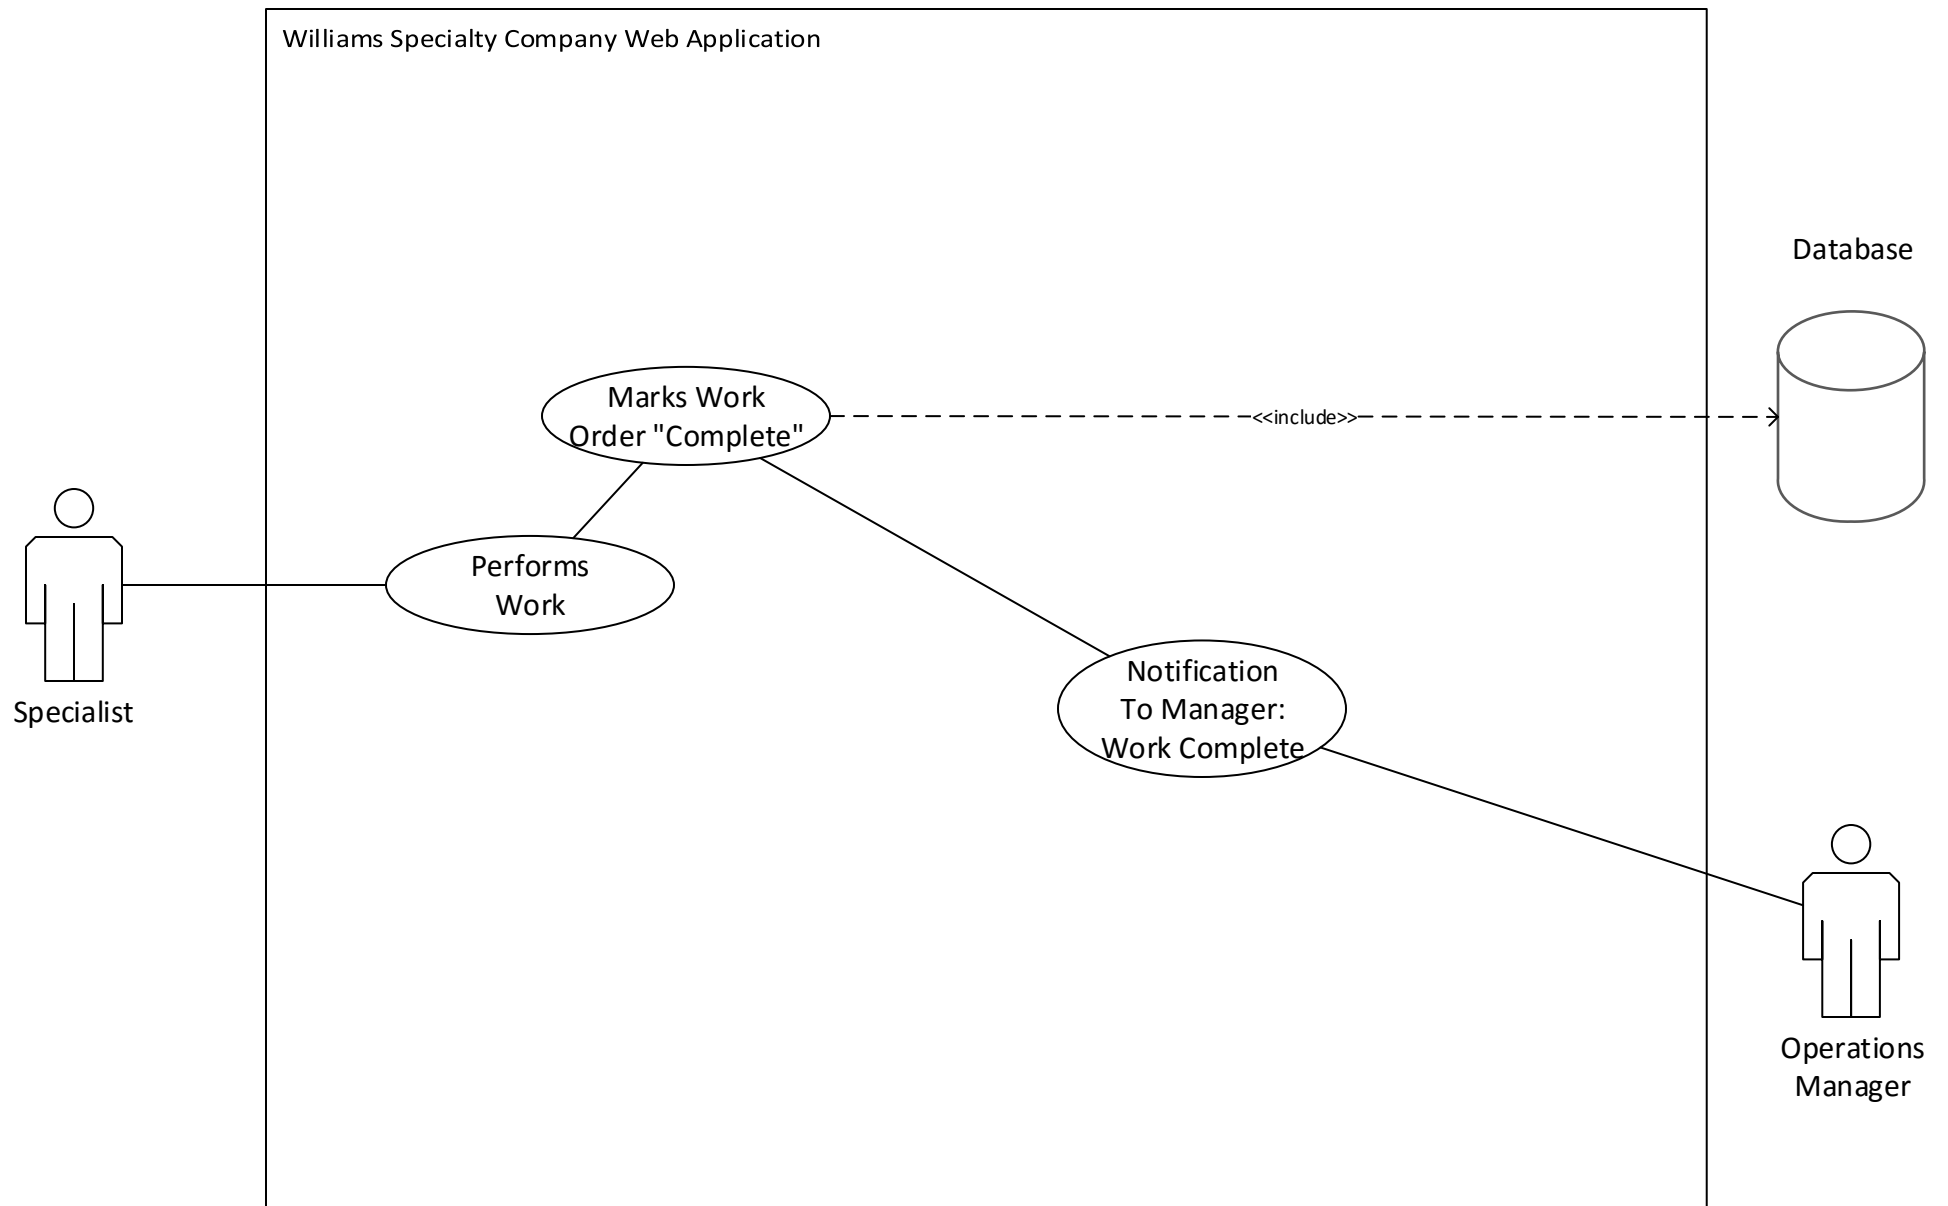 Williams Specialty Company Web Application
Database
Marks Work
Order "Complete"
<<include>>
Performs
Work
Specialist
Notification
To Manager:
Work Complete
Operations
Manager